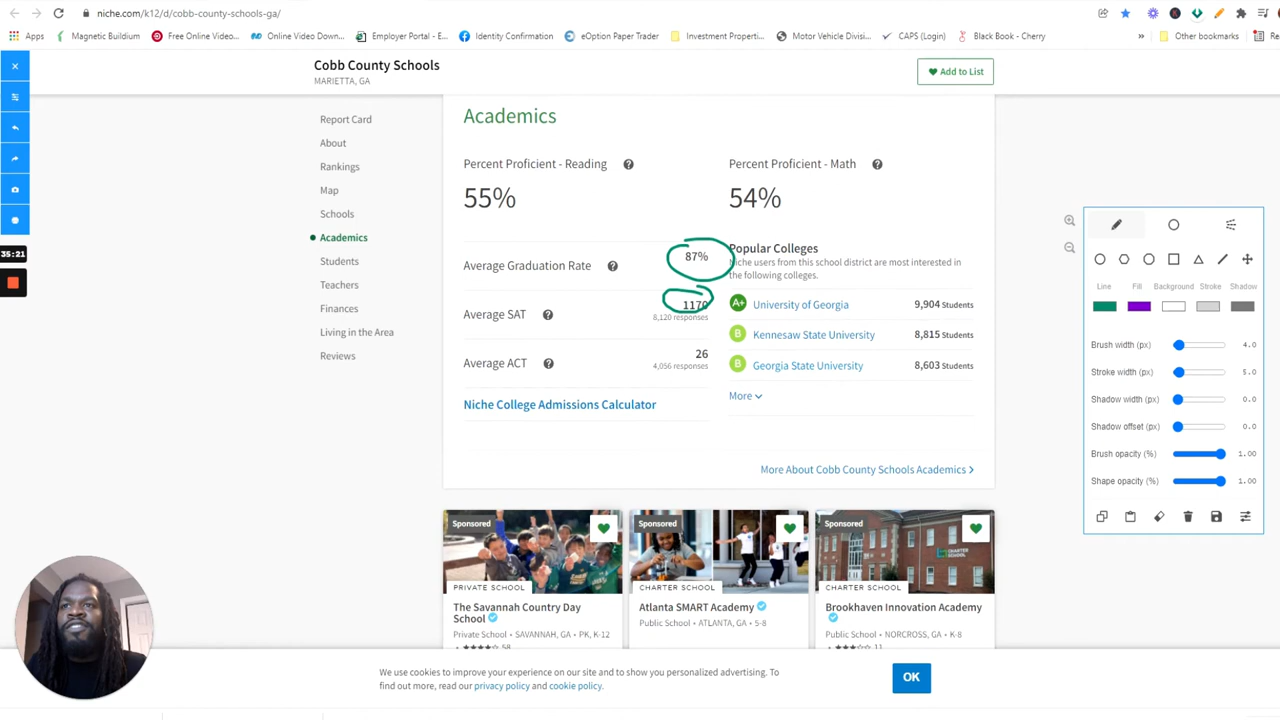 niche.com/k12/d/cobb-county-schools-ga/
Apps
Magnetic Buildium
Free Online Video...
Online Video Down...
Employer Portal - E...
Identity Confirmation
eOption Paper Trader
Investment Properti...
Motor Vehicle Divisi...
CAPS (Login)
Black Book - Cherry
»
Other bookmarks
Cobb County Schools
MARIETTA, GA
Add to List
Report Card
About
Rankings
Map
Schools
Academics
Students
Teachers
Finances
Living in the Area
Reviews
35:21
Academics
Percent Proficient - Reading
55%
Percent Proficient - Math
54%
Average Graduation Rate
87%
Average SAT
1170
8,120 responses
Average ACT
26
4,056 responses
Niche College Admissions Calculator
Popular Colleges
Niche users from this school district are most interested in
the following colleges.
A+ University of Georgia 9,904 Students
B Kennesaw State University 8,815 Students
B Georgia State University 8,603 Students
More
More About Cobb County Schools Academics
Line Fill Background Stroke Shadow
Brush width (px) 4.0
Stroke width (px) 5.0
Shadow width (px) 0.0
Shadow offset (px) 0.0
Brush opacity (%) 1.00
Shape opacity (%) 1.00
Sponsored
PRIVATE SCHOOL
The Savannah Country Day
School
Private School • SAVANNAH, GA • PK, K-12
58
Sponsored
CHARTER SCHOOL
Atlanta SMART Academy
Public School • ATLANTA, GA • 5-8
Sponsored
CHARTER SCHOOL
Brookhaven Innovation Academy
Public School • NORCROSS, GA • K-8
11
We use cookies to improve your experience on our site and to show you personalized advertising. To
find out more, read our privacy policy and cookie policy.
OK